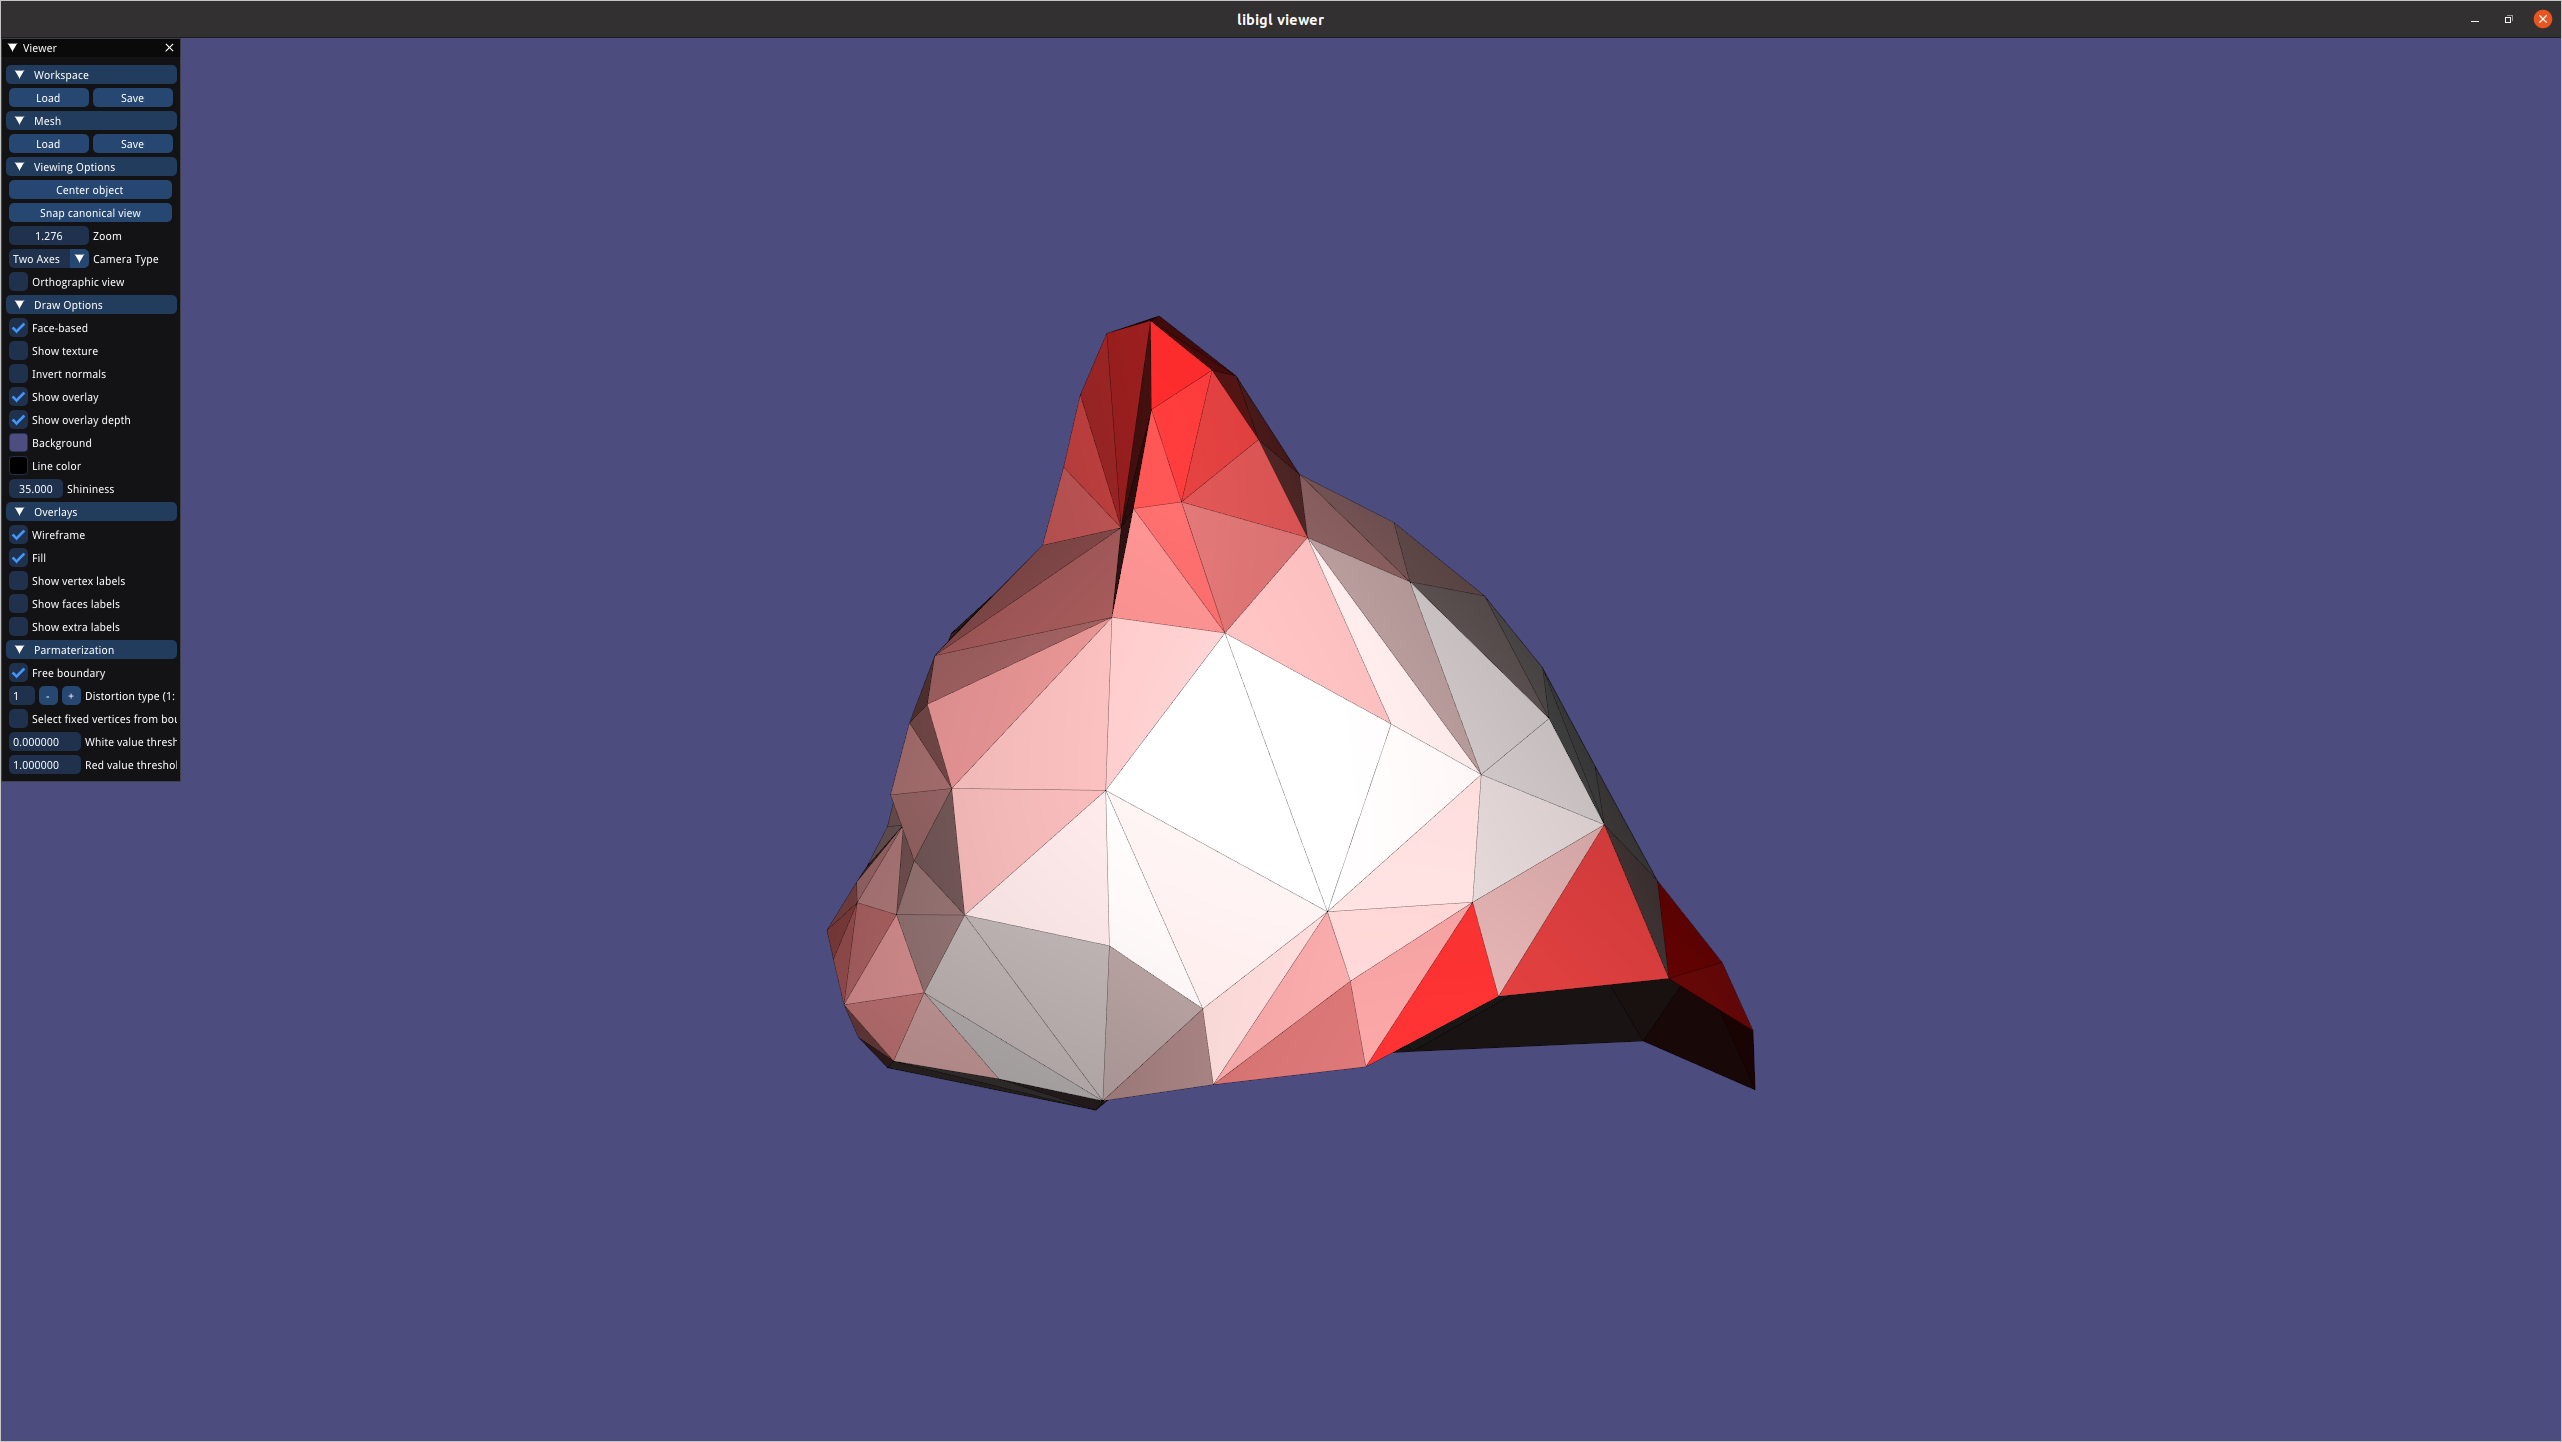 libigl viewer
Viewer
Workspace
Load Save
Mesh
Load Save
Viewing Options
Center object
Snap canonical view
1.276 Zoom
Two Axes Camera Type
Orthographic view
Draw Options
Face-based
Show texture
Invert normals
Show overlay
Show overlay depth
Background
Line color
35.000 Shininess
Overlays
Wireframe
Fill
Show vertex labels
Show faces labels
Show extra labels
Parmaterization
Free boundary
1 - + Distortion type (1:
Select fixed vertices from bou
0.000000 White value thresh
1.000000 Red value threshol